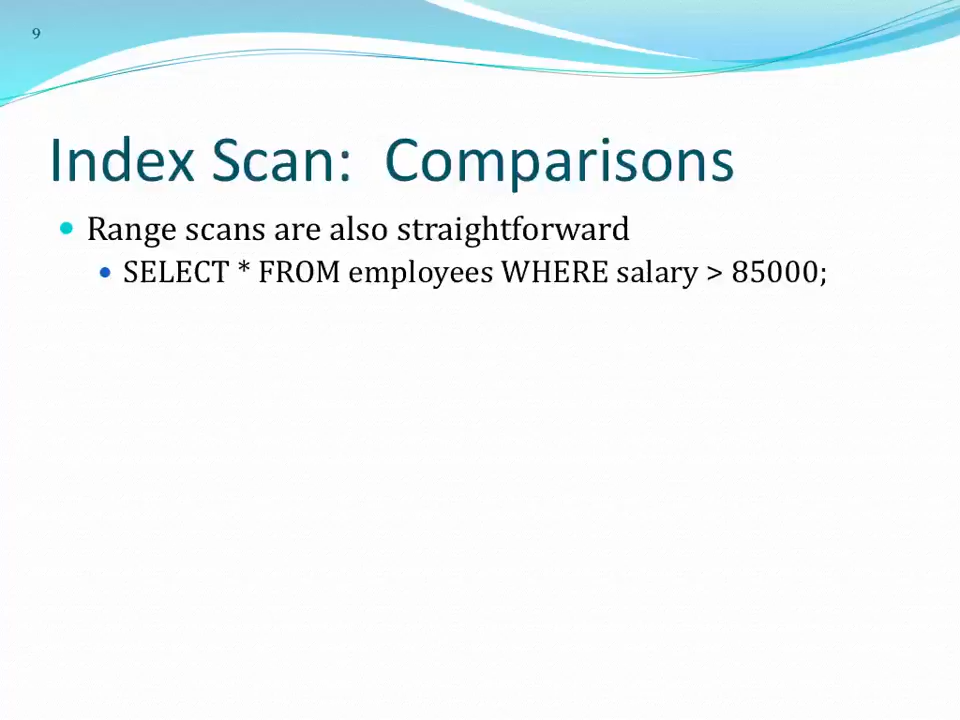 9
Index Scan: Comparisons
Range scans are also straightforward
SELECT * FROM employees WHERE salary > 85000;